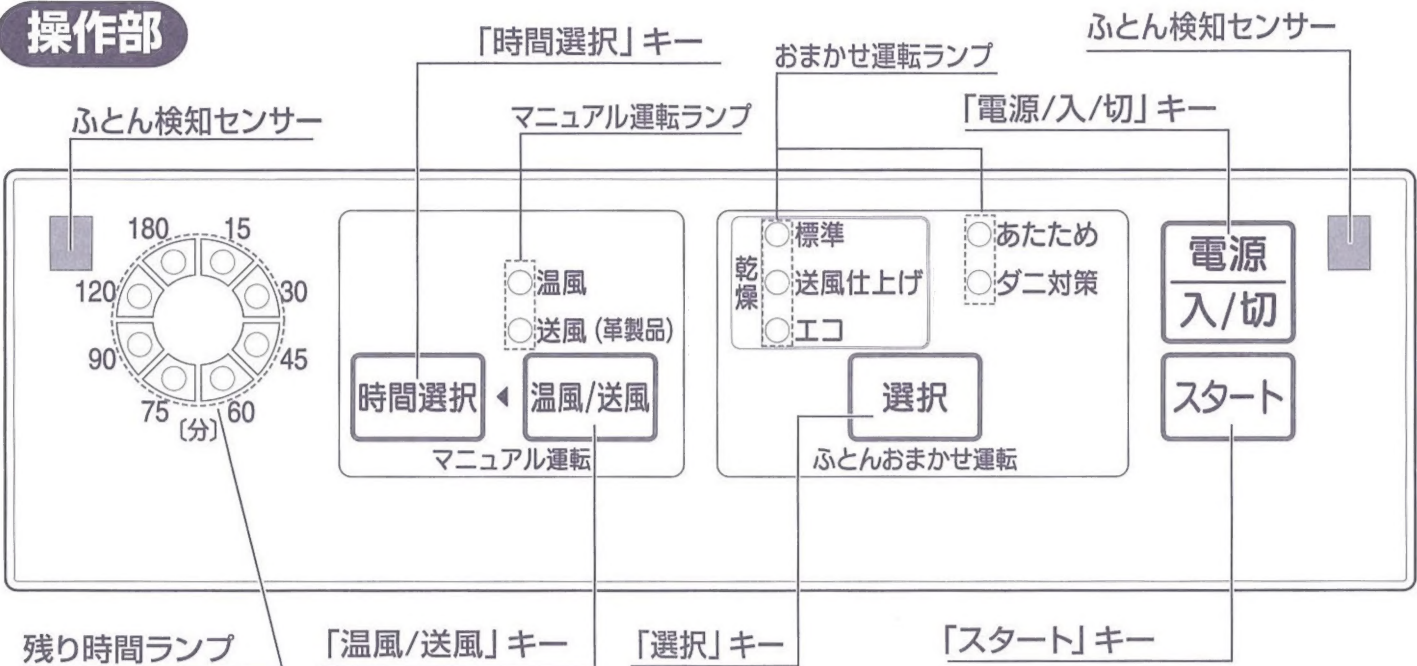 操作部
「時間選択」キー
おまかせ運転ランプ
ふとん検知センサー
ふとん検知センサー
マニュアル運転ランプ
「電源/入/切」キー
180 15
120 30
90 45
75 60
〔分〕
温風
送風 (革製品)
時間選択 ◀ 温風/送風
マニュアル運転
乾燥
標準
送風仕上げ
エコ
あたため
ダニ対策
選択
ふとんおまかせ運転
電源
入/切
スタート
残り時間ランプ
「温風/送風」キー
「選択」キー
「スタート」キー